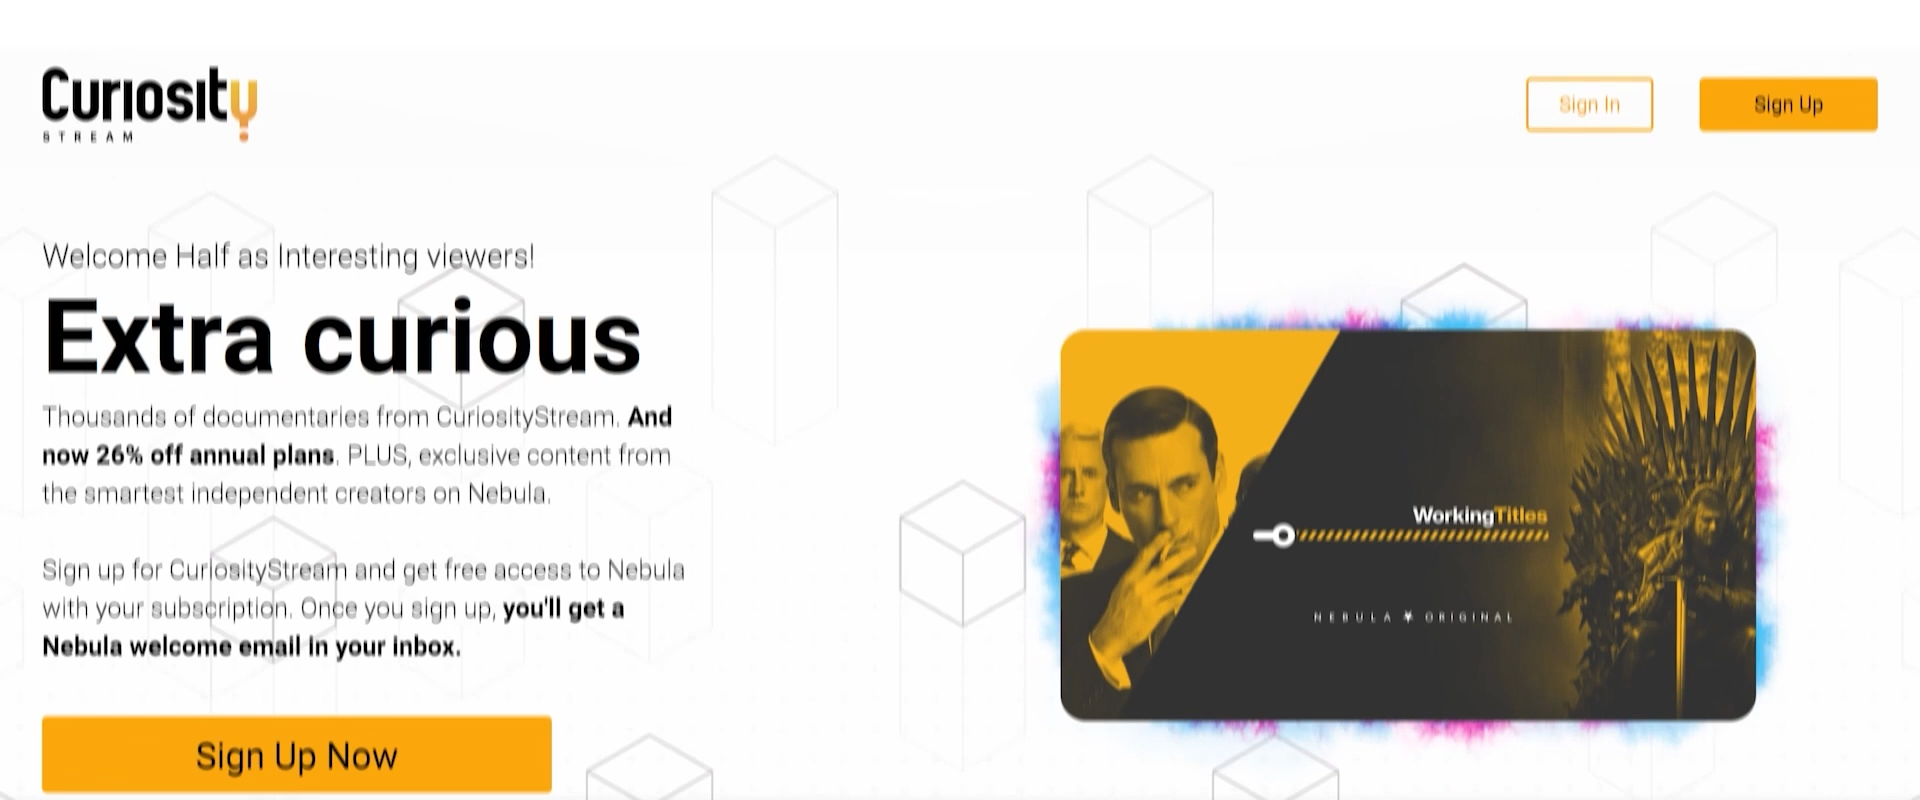 Curiosity
STREAM
Sign In
Sign Up
Welcome Half as Interesting viewers!
Extra curious
Thousands of documentaries from CuriosityStream. And
now 26% off annual plans. PLUS, exclusive content from
the smartest independent creators on Nebula.
Sign up for CuriosityStream and get free access to Nebula
with your subscription. Once you sign up, you'll get a
Nebula welcome email in your inbox.
Sign Up Now
WorkingTitles
NEBULA ORIGINAL